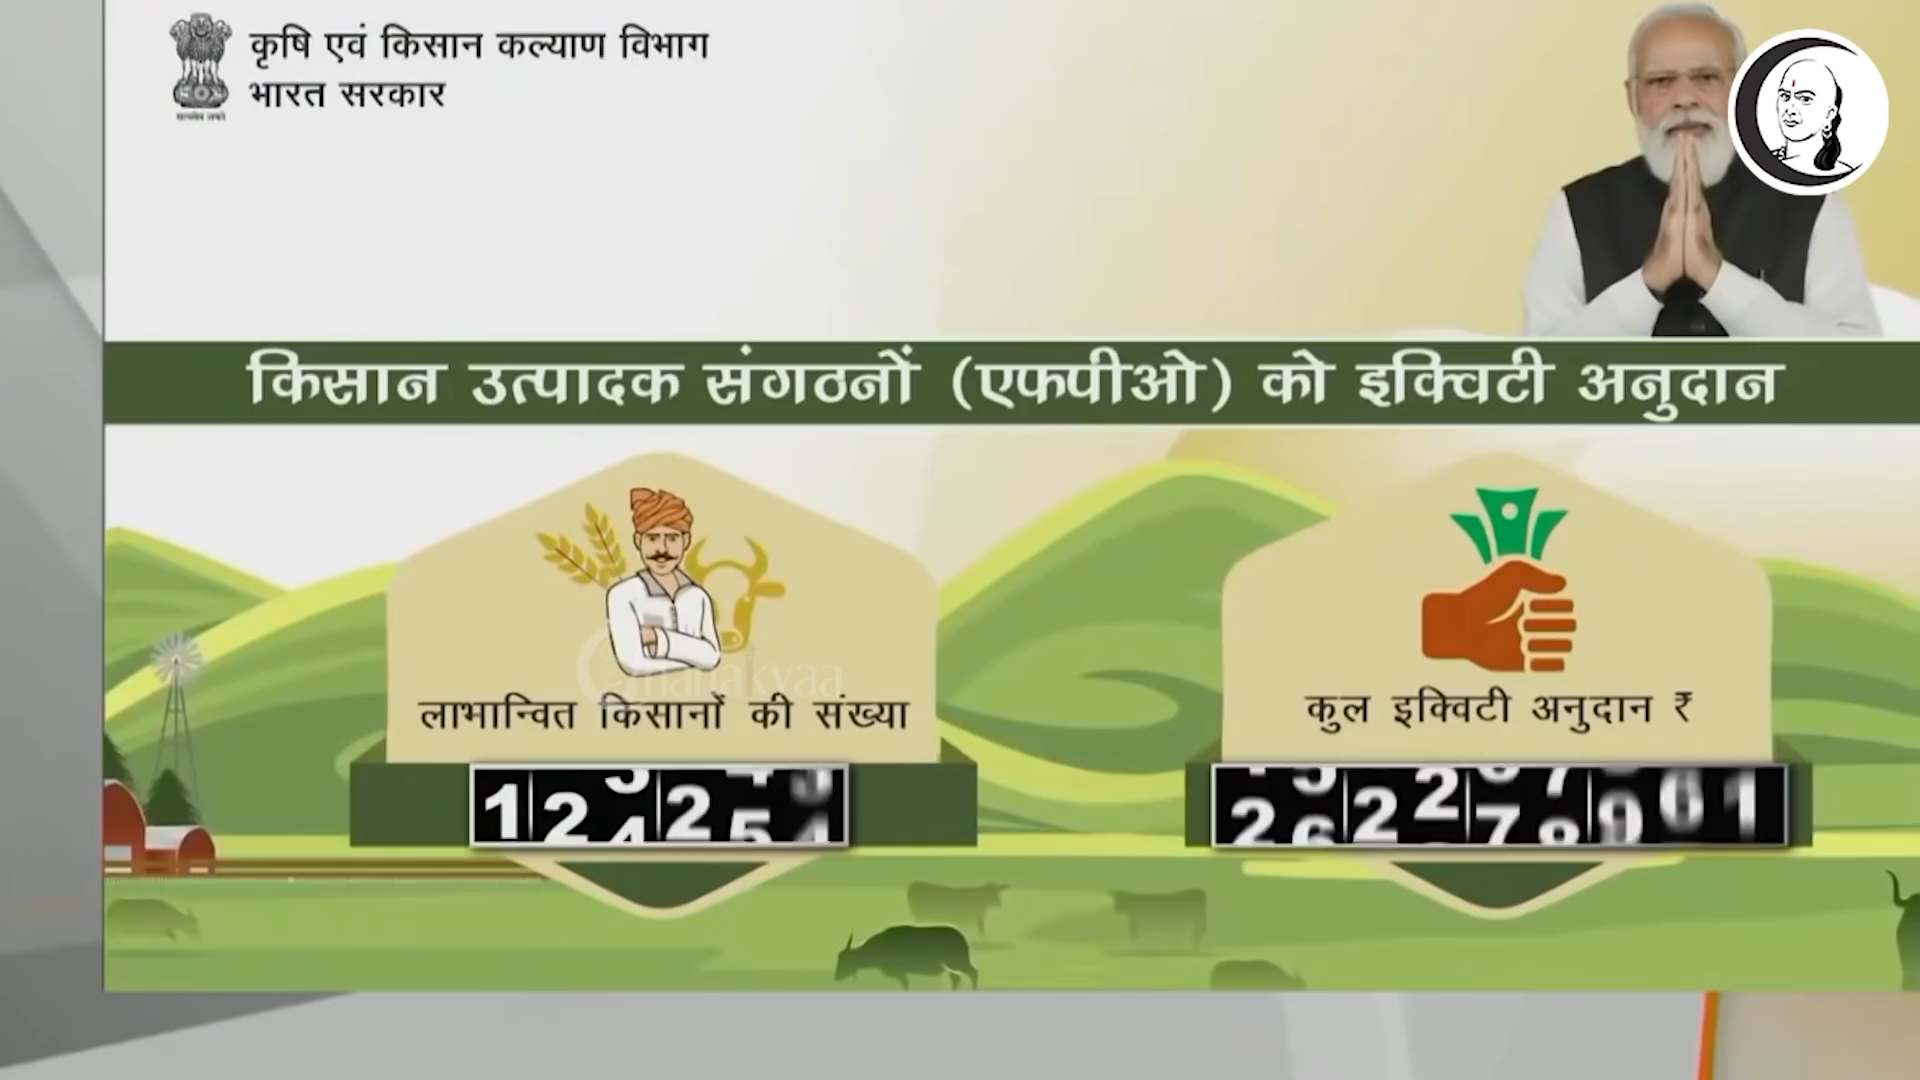 कृषि एवं किसान कल्याण विभाग
भारत सरकार
किसान उत्पादक संगठनों (एफपीओ) को इक्विटी अनुदान
लाभान्वित किसानों की संख्या
कुल इक्विटी अनुदान ₹